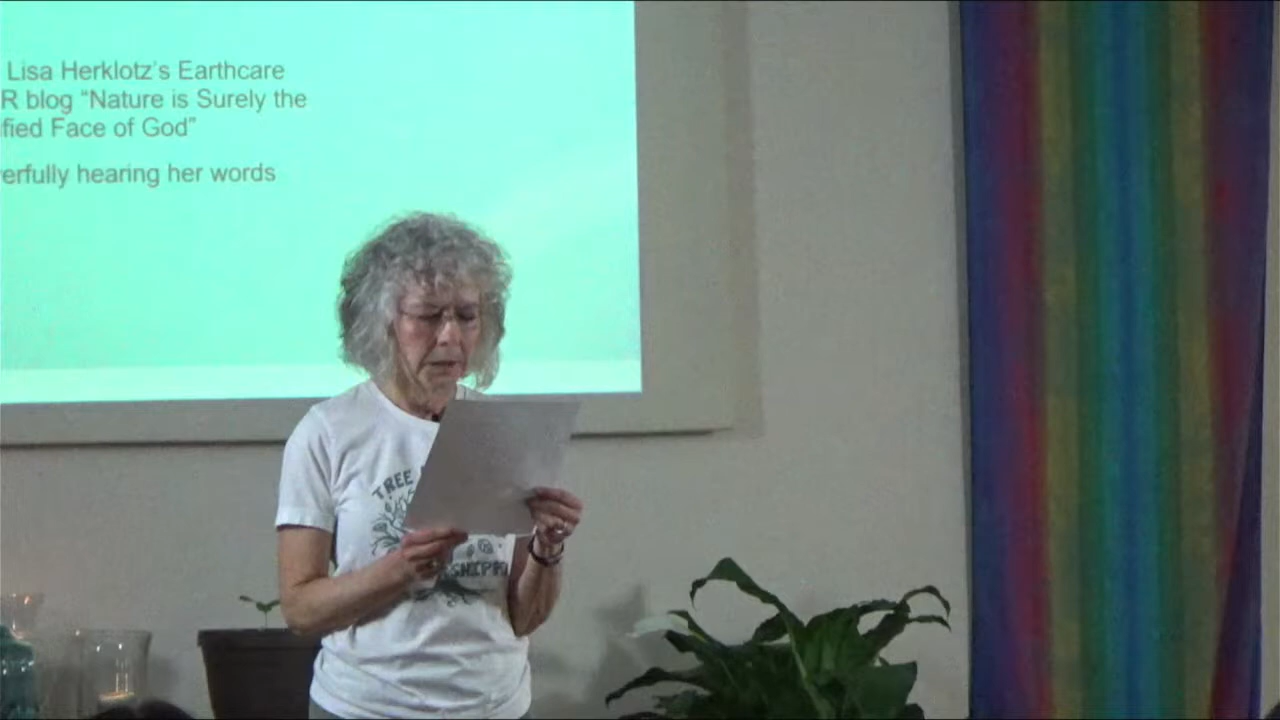 Lisa Herklotz's Earthcare
R blog "Nature is Surely the
fied Face of God"
erfully hearing her words
TREE